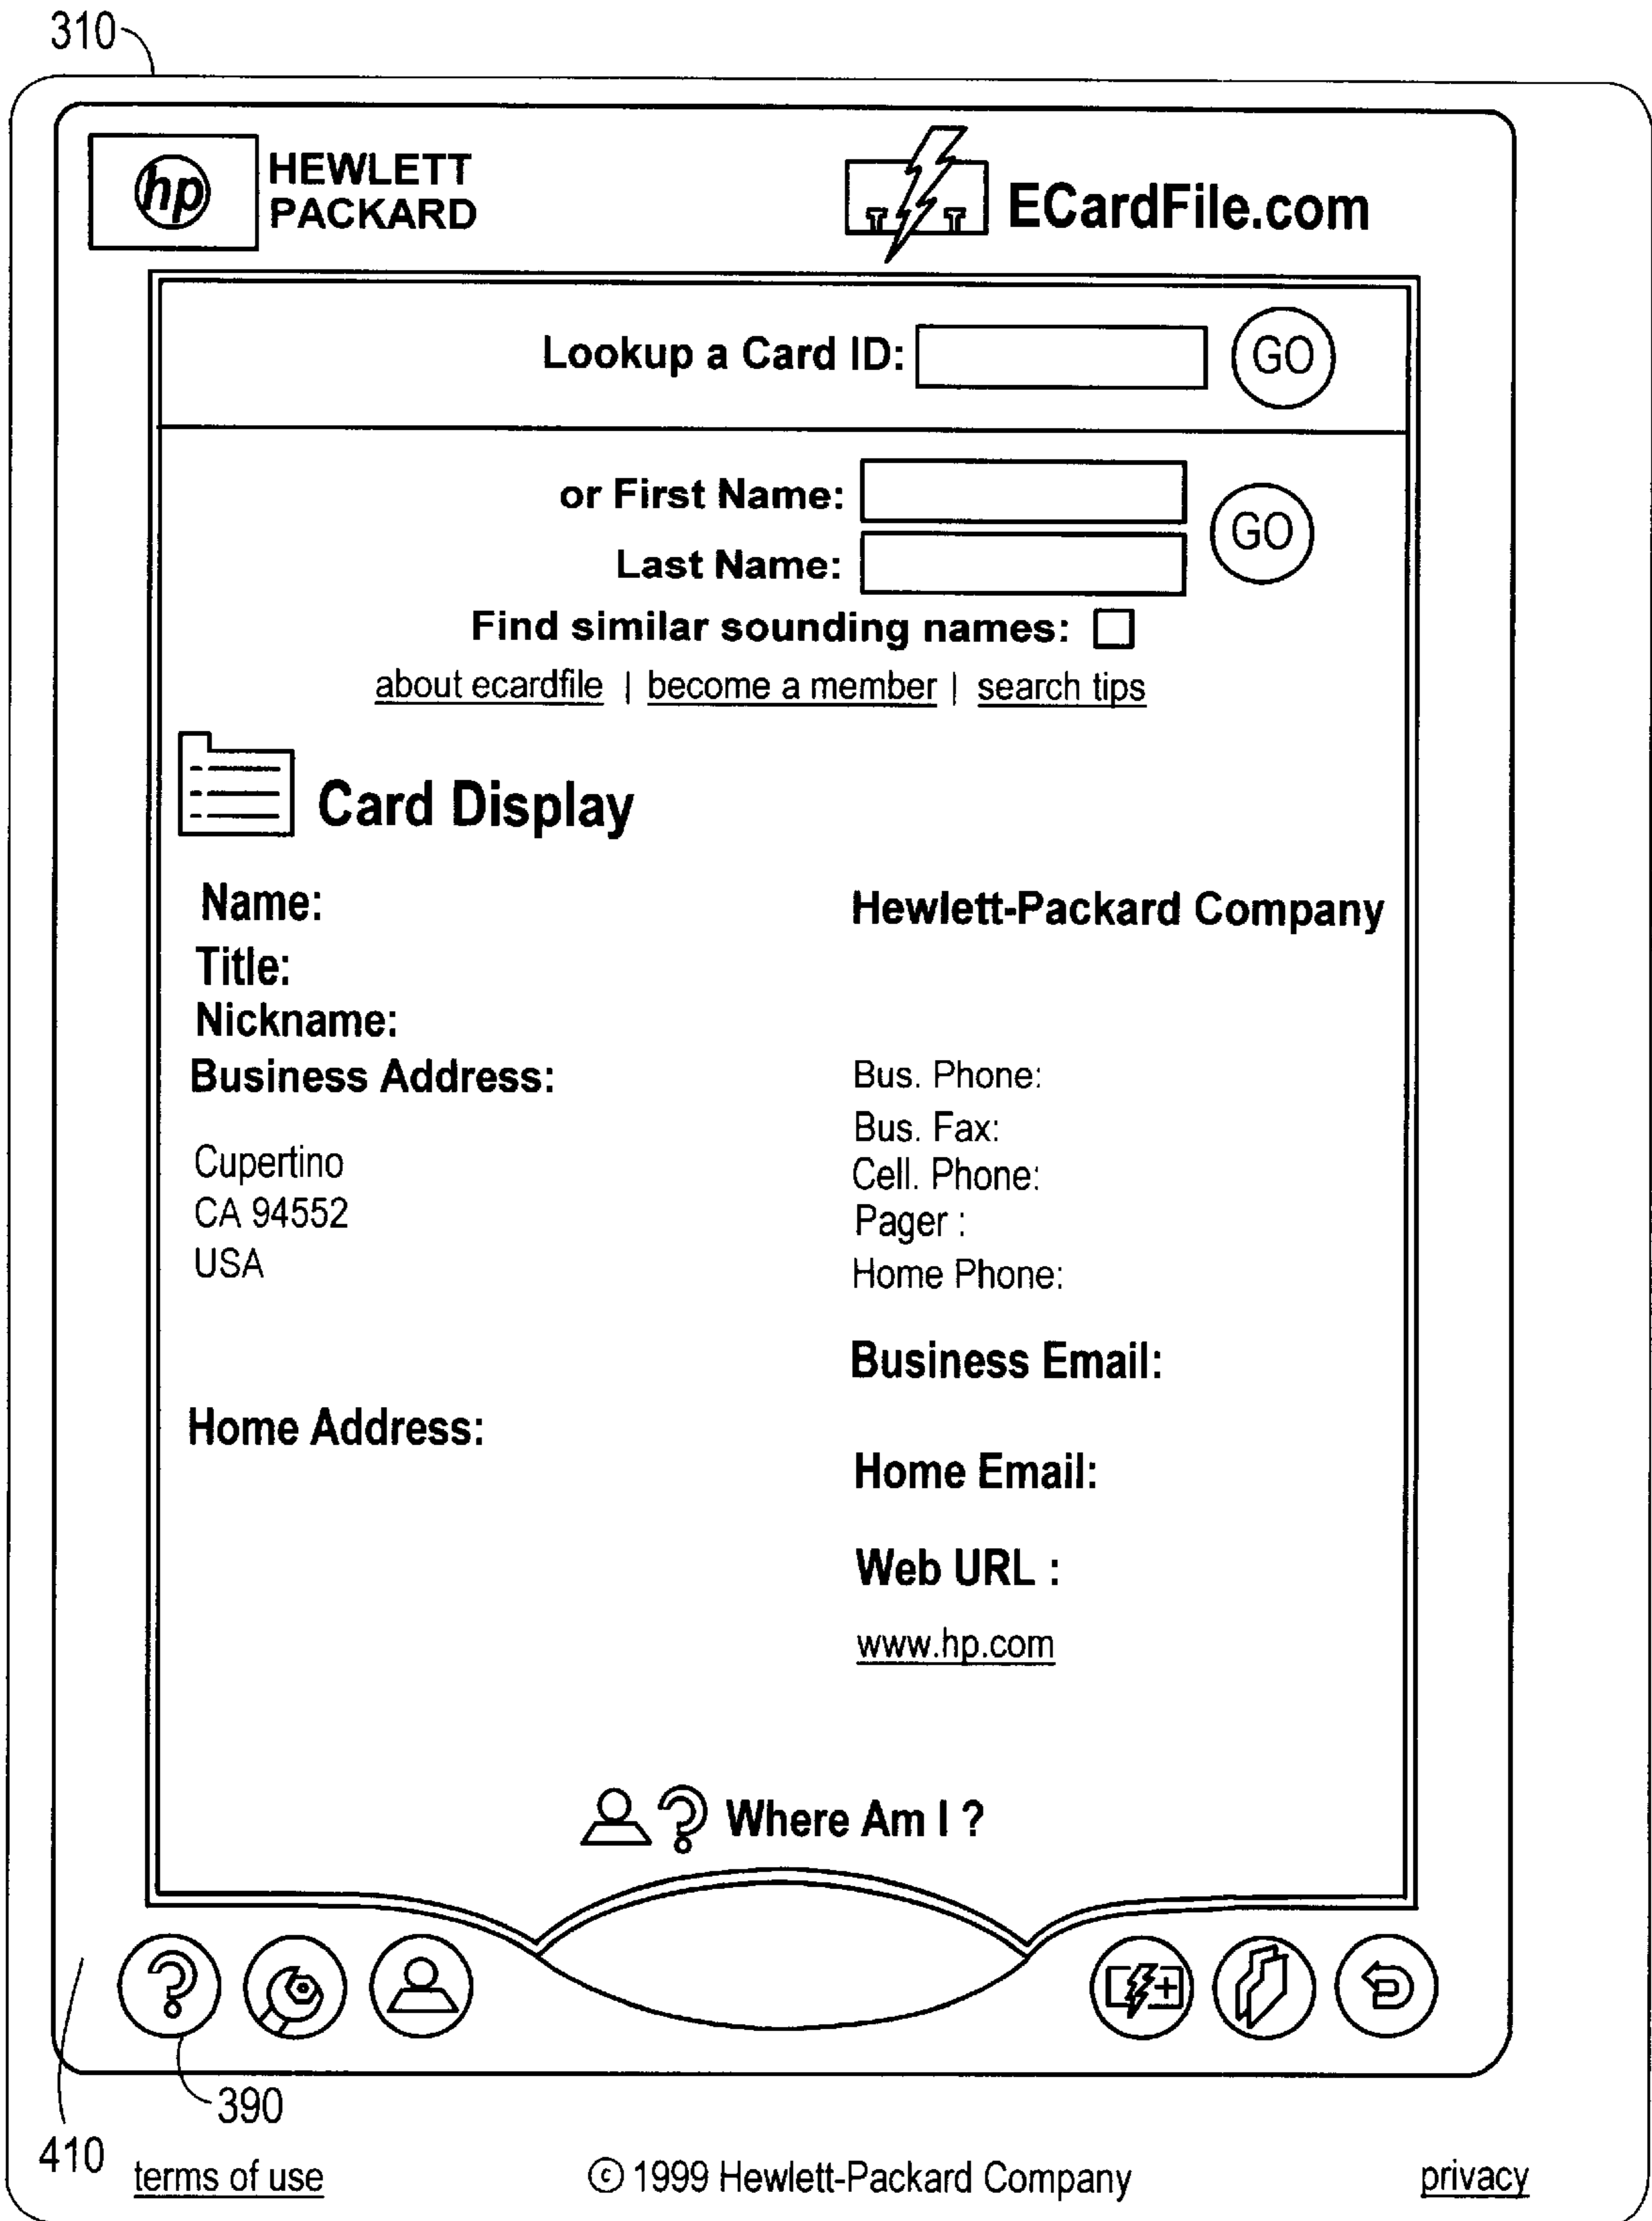 310
hp HEWLETT
PACKARD
ECardFile.com
Lookup a Card ID: GO
or First Name:
Last Name:
GO
Find similar sounding names:
about ecardfile | become a member | search tips
Card Display
Name:
Title:
Nickname:
Business Address:
Cupertino
CA 94552
USA
Home Address:
Hewlett-Packard Company
Bus. Phone:
Bus. Fax:
Cell. Phone:
Pager :
Home Phone:
Business Email:
Home Email:
Web URL :
www.hp.com
? Where Am I ?
?
390
410
terms of use
© 1999 Hewlett-Packard Company
privacy